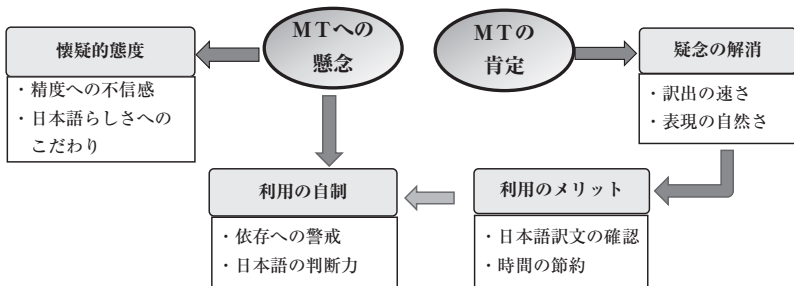 MTへの
懸念
MTの
肯定
懐疑的態度
・精度への不信感
・日本語らしさへの
こだわり
疑念の解消
・訳出の速さ
・表現の自然さ
利用の自制
・依存への警戒
・日本語の判断力
利用のメリット
・日本語訳文の確認
・時間の節約